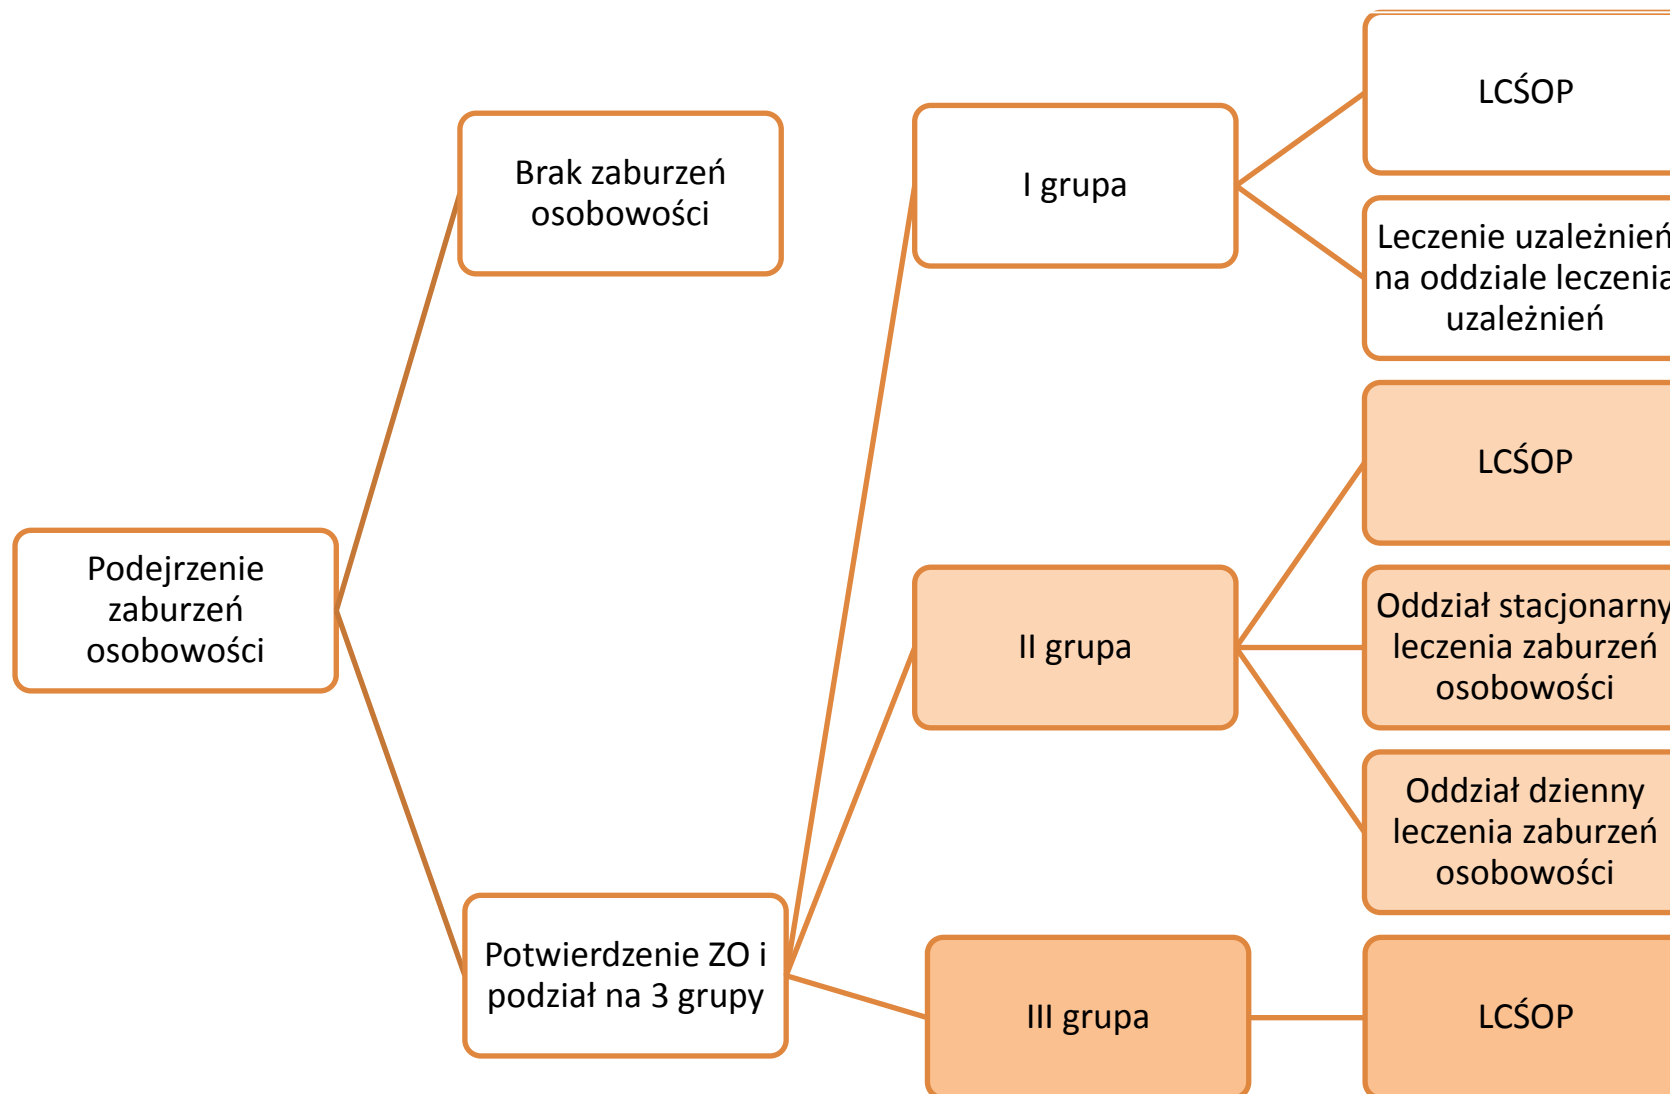 Podejrzenie
zaburzeń
osobowości
Brak zaburzeń
osobowości
Potwierdzenie ZO i
podział na 3 grupy
I grupa
LCŚOP
Leczenie uzależnień
na oddziale leczenia
uzależnień
II grupa
LCŚOP
Oddział stacjonarny
leczenia zaburzeń
osobowości
Oddział dzienny
leczenia zaburzeń
osobowości
III grupa
LCŚOP